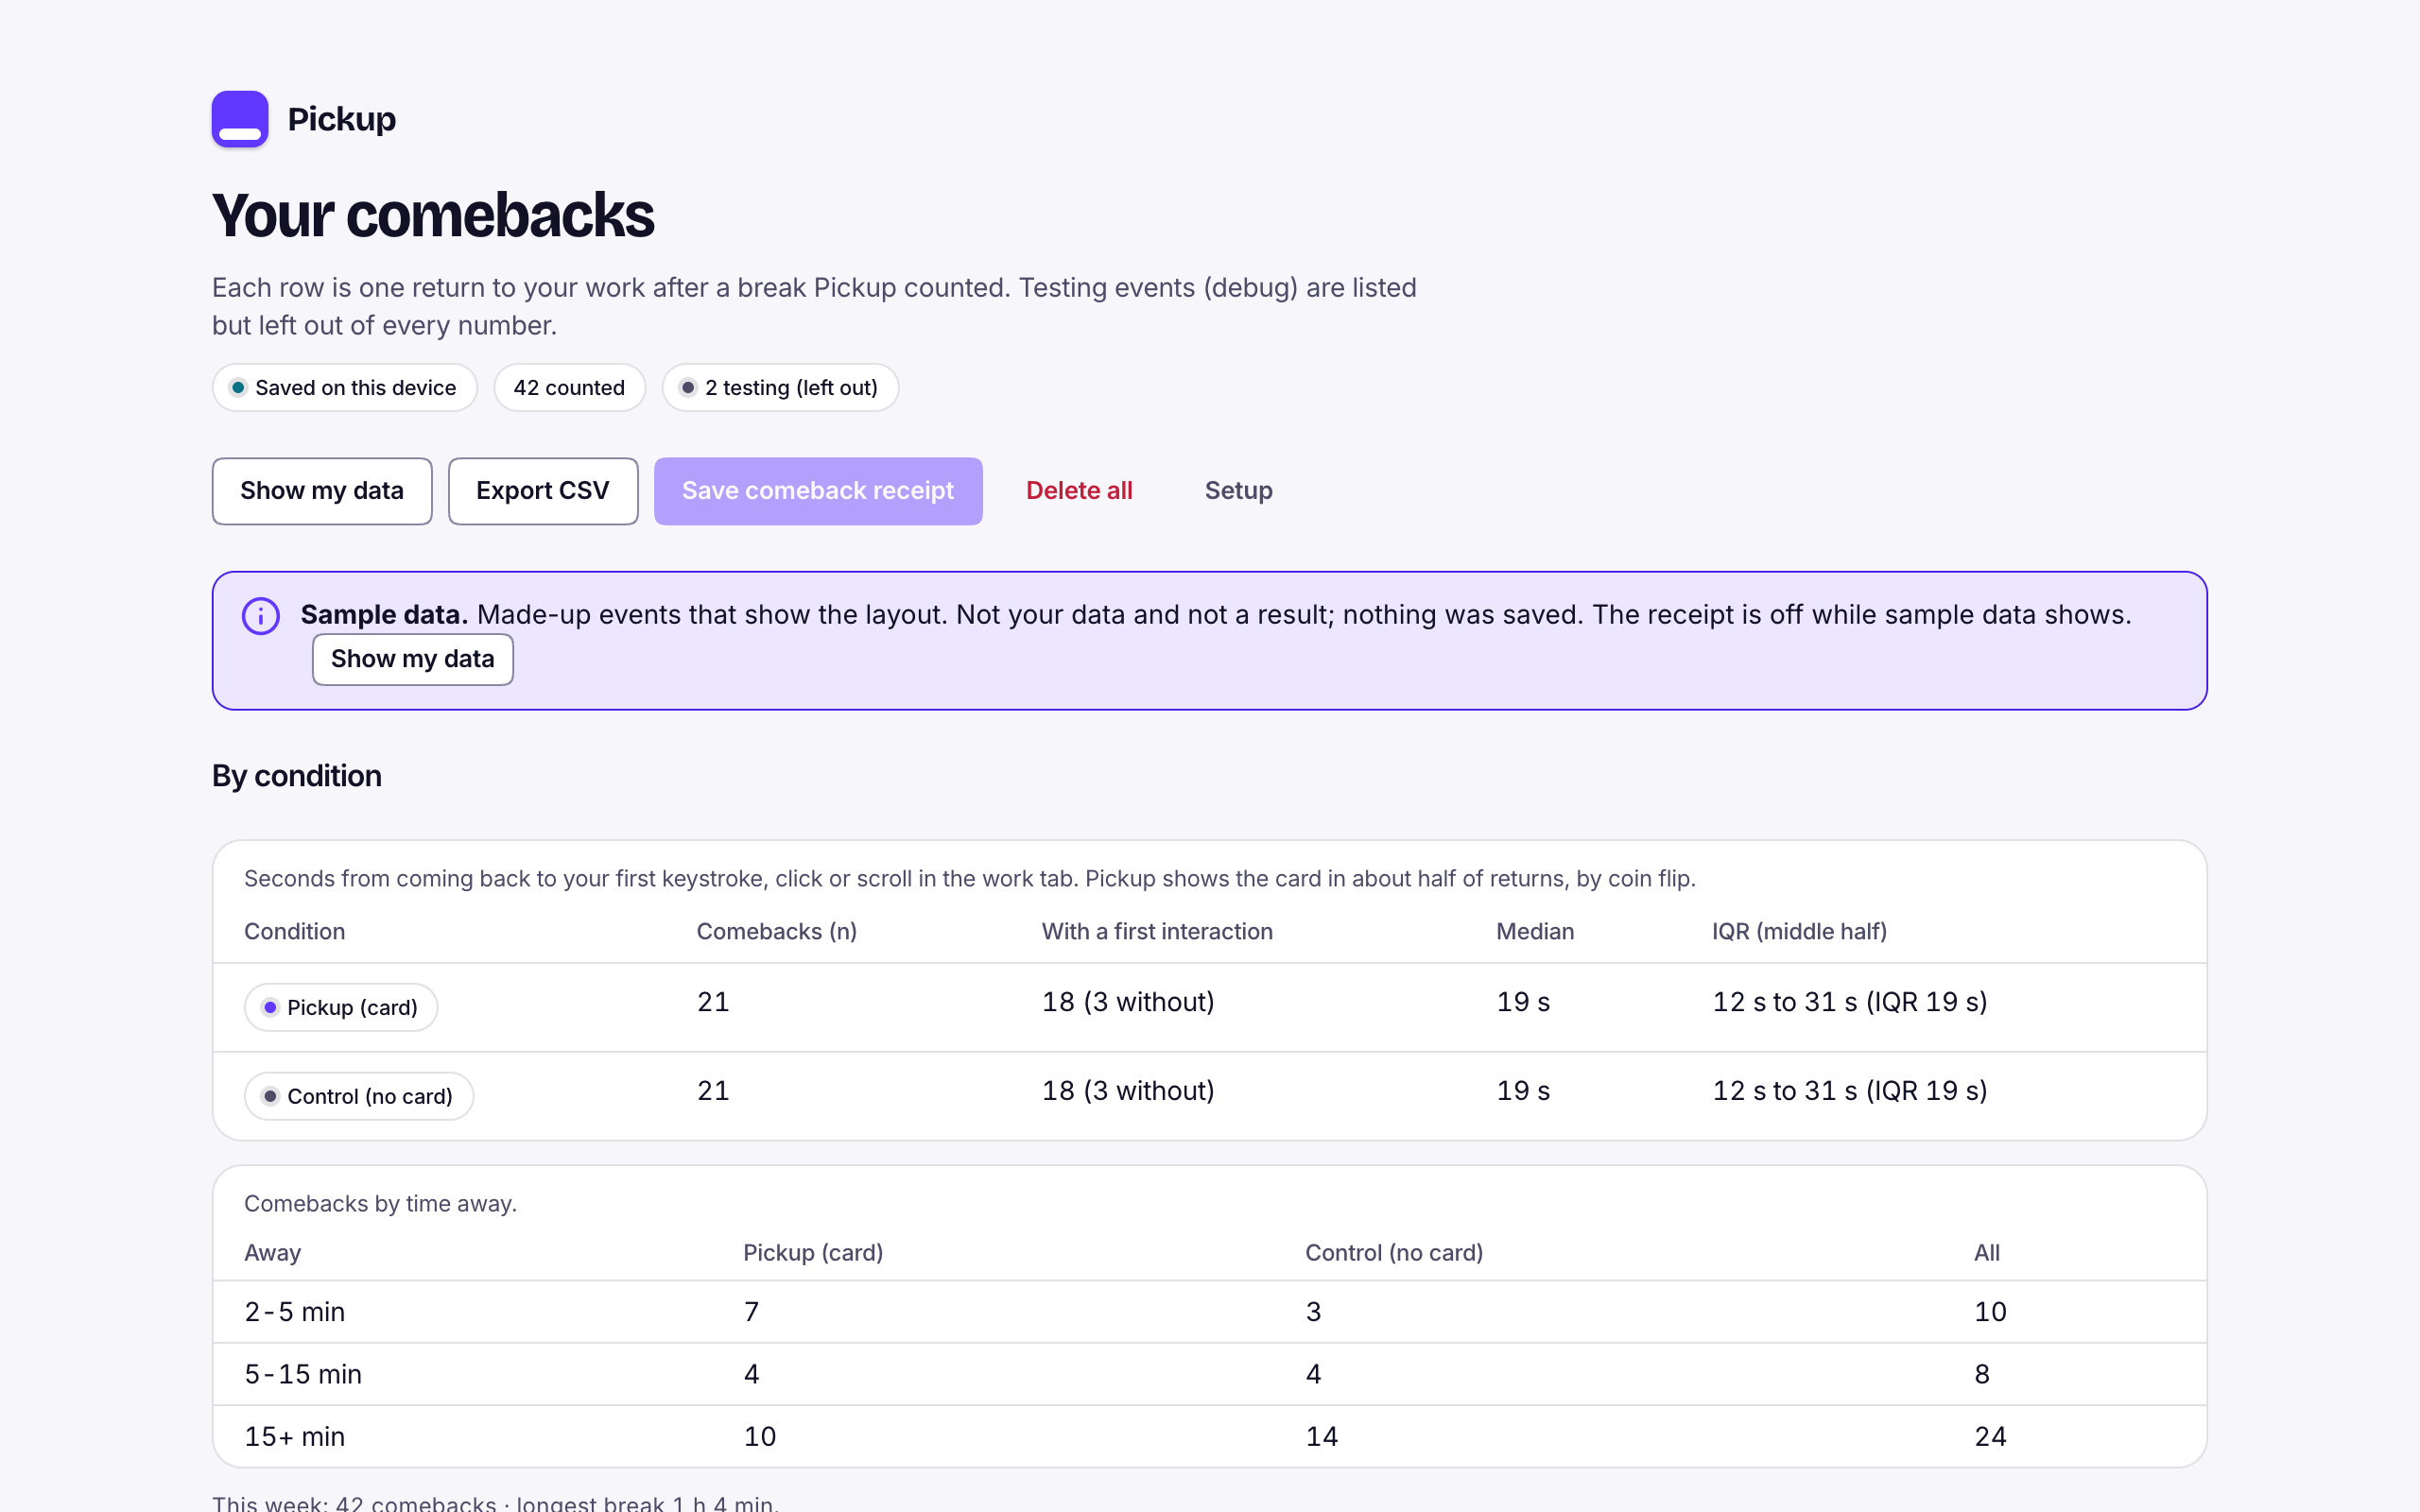 Pickup
Your comebacks
Each row is one return to your work after a break Pickup counted. Testing events (debug) are listed
but left out of every number.
Saved on this device
42 counted
2 testing (left out)
Show my data
Export CSV
Save comeback receipt
Delete all
Setup
Sample data. Made-up events that show the layout. Not your data and not a result; nothing was saved. The receipt is off while sample data shows.
Show my data
By condition
Seconds from coming back to your first keystroke, click or scroll in the work tab. Pickup shows the card in about half of returns, by coin flip.
Condition Comebacks (n) With a first interaction Median IQR (middle half)
Pickup (card) 21 18 (3 without) 19 s 12 s to 31 s (IQR 19 s)
Control (no card) 21 18 (3 without) 19 s 12 s to 31 s (IQR 19 s)
Comebacks by time away.
Away Pickup (card) Control (no card) All
2-5 min 7 3 10
5-15 min 4 4 8
15+ min 10 14 24
This week: 42 comebacks · longest break 1 h 4 min.